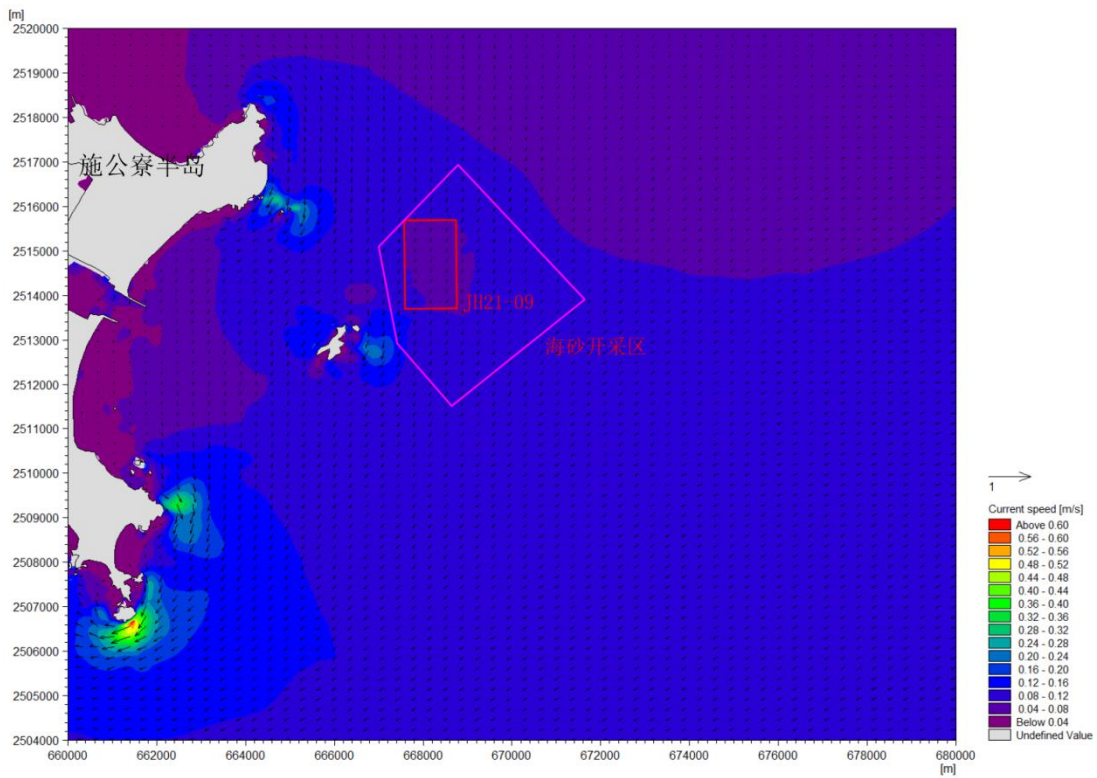 [m]
2520000
2519000
2518000
2517000
2516000
2515000
2514000
2513000
2512000
2511000
2510000
2509000
2508000
2507000
2506000
2505000
2504000
施公寮半岛
JH21-09
海砂开采区
660000 662000 664000 666000 668000 670000 672000 674000 676000 678000 680000
[m]
1
Current speed [m/s]
Above 0.60
0.56 - 0.60
0.52 - 0.56
0.48 - 0.52
0.44 - 0.48
0.40 - 0.44
0.36 - 0.40
0.32 - 0.36
0.28 - 0.32
0.24 - 0.28
0.20 - 0.24
0.16 - 0.20
0.12 - 0.16
0.08 - 0.12
0.04 - 0.08
Below 0.04
Undefined Value